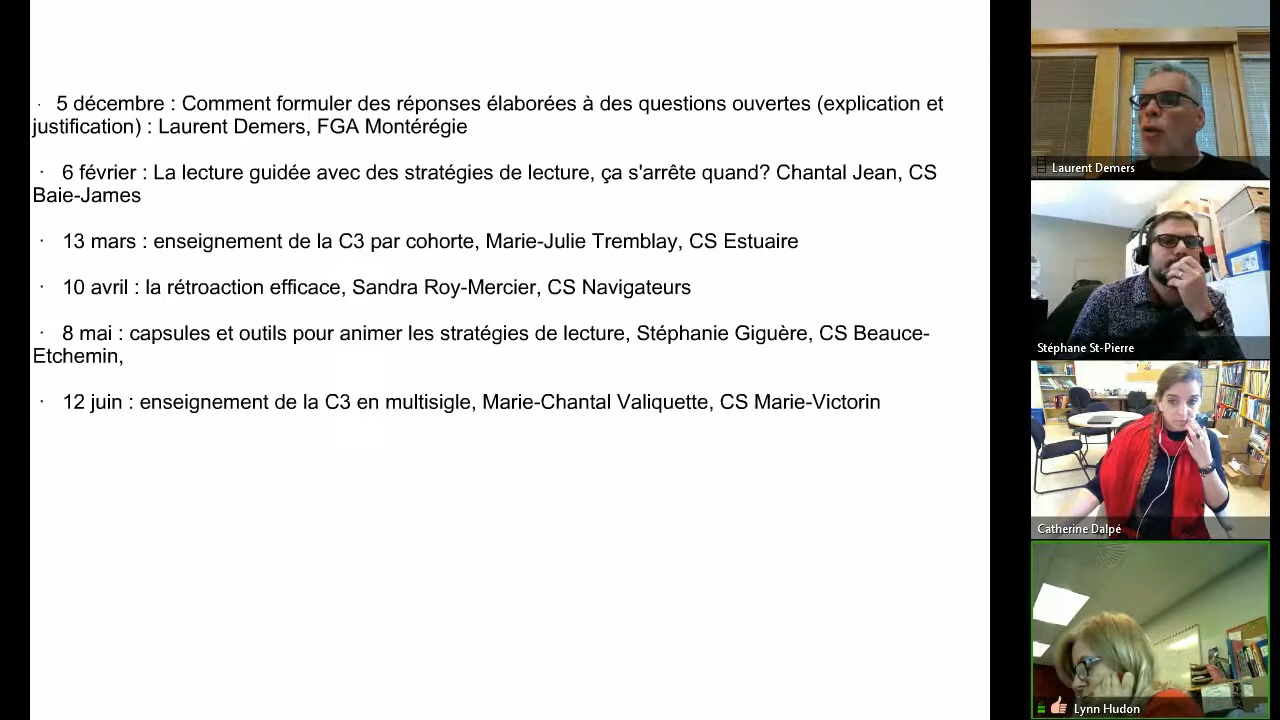 · 5 décembre : Comment formuler des réponses élaborées à des questions ouvertes (explication et
justification) : Laurent Demers, FGA Montérégie
· 6 février : La lecture guidée avec des stratégies de lecture, ça s'arrête quand? Chantal Jean, CS
Baie-James
· 13 mars : enseignement de la C3 par cohorte, Marie-Julie Tremblay, CS Estuaire
· 10 avril : la rétroaction efficace, Sandra Roy-Mercier, CS Navigateurs
· 8 mai : capsules et outils pour animer les stratégies de lecture, Stéphanie Giguère, CS Beauce-
Etchemin,
· 12 juin : enseignement de la C3 en multisigle, Marie-Chantal Valiquette, CS Marie-Victorin
Laurent Demers
Stéphane St-Pierre
Catherine Dalpé
Lynn Hudon